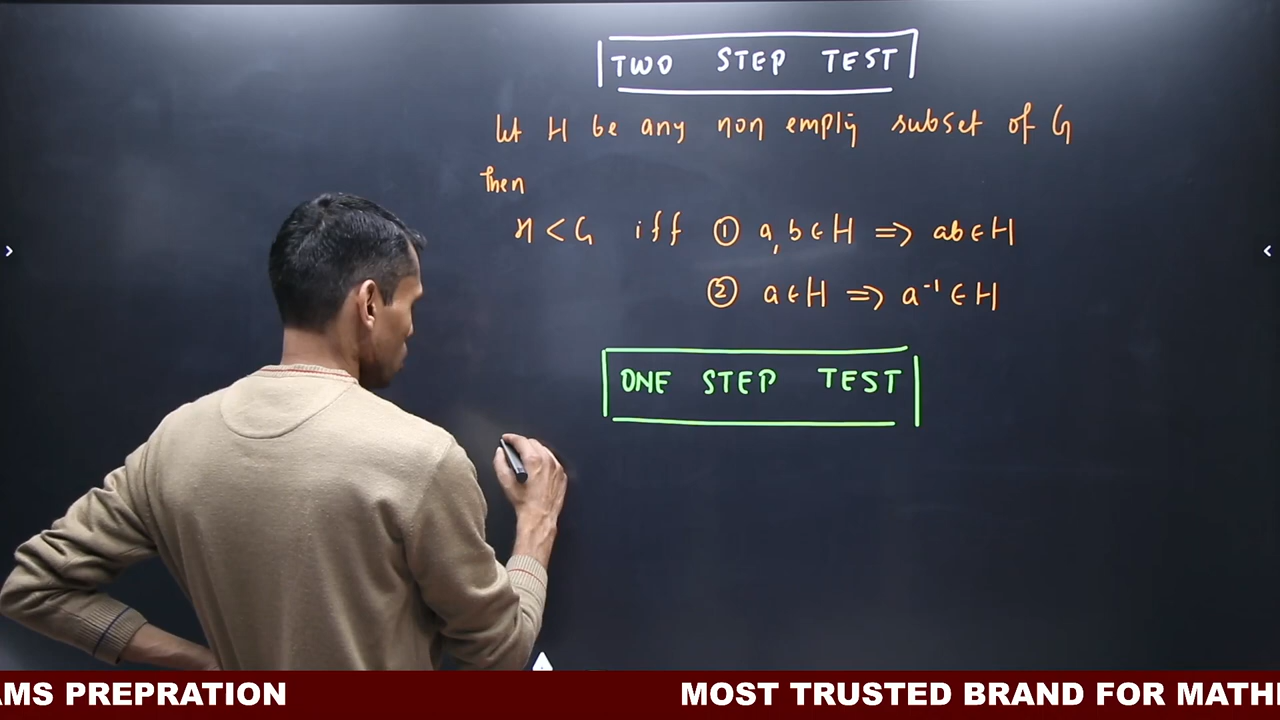 TWO STEP TEST
let H be any non empty subset of G
Then
H < G iff ① a,b ∈ H => ab ∈ H
② a ∈ H => a⁻¹ ∈ H
ONE STEP TEST
AMS PREPRATION
MOST TRUSTED BRAND FOR MATH